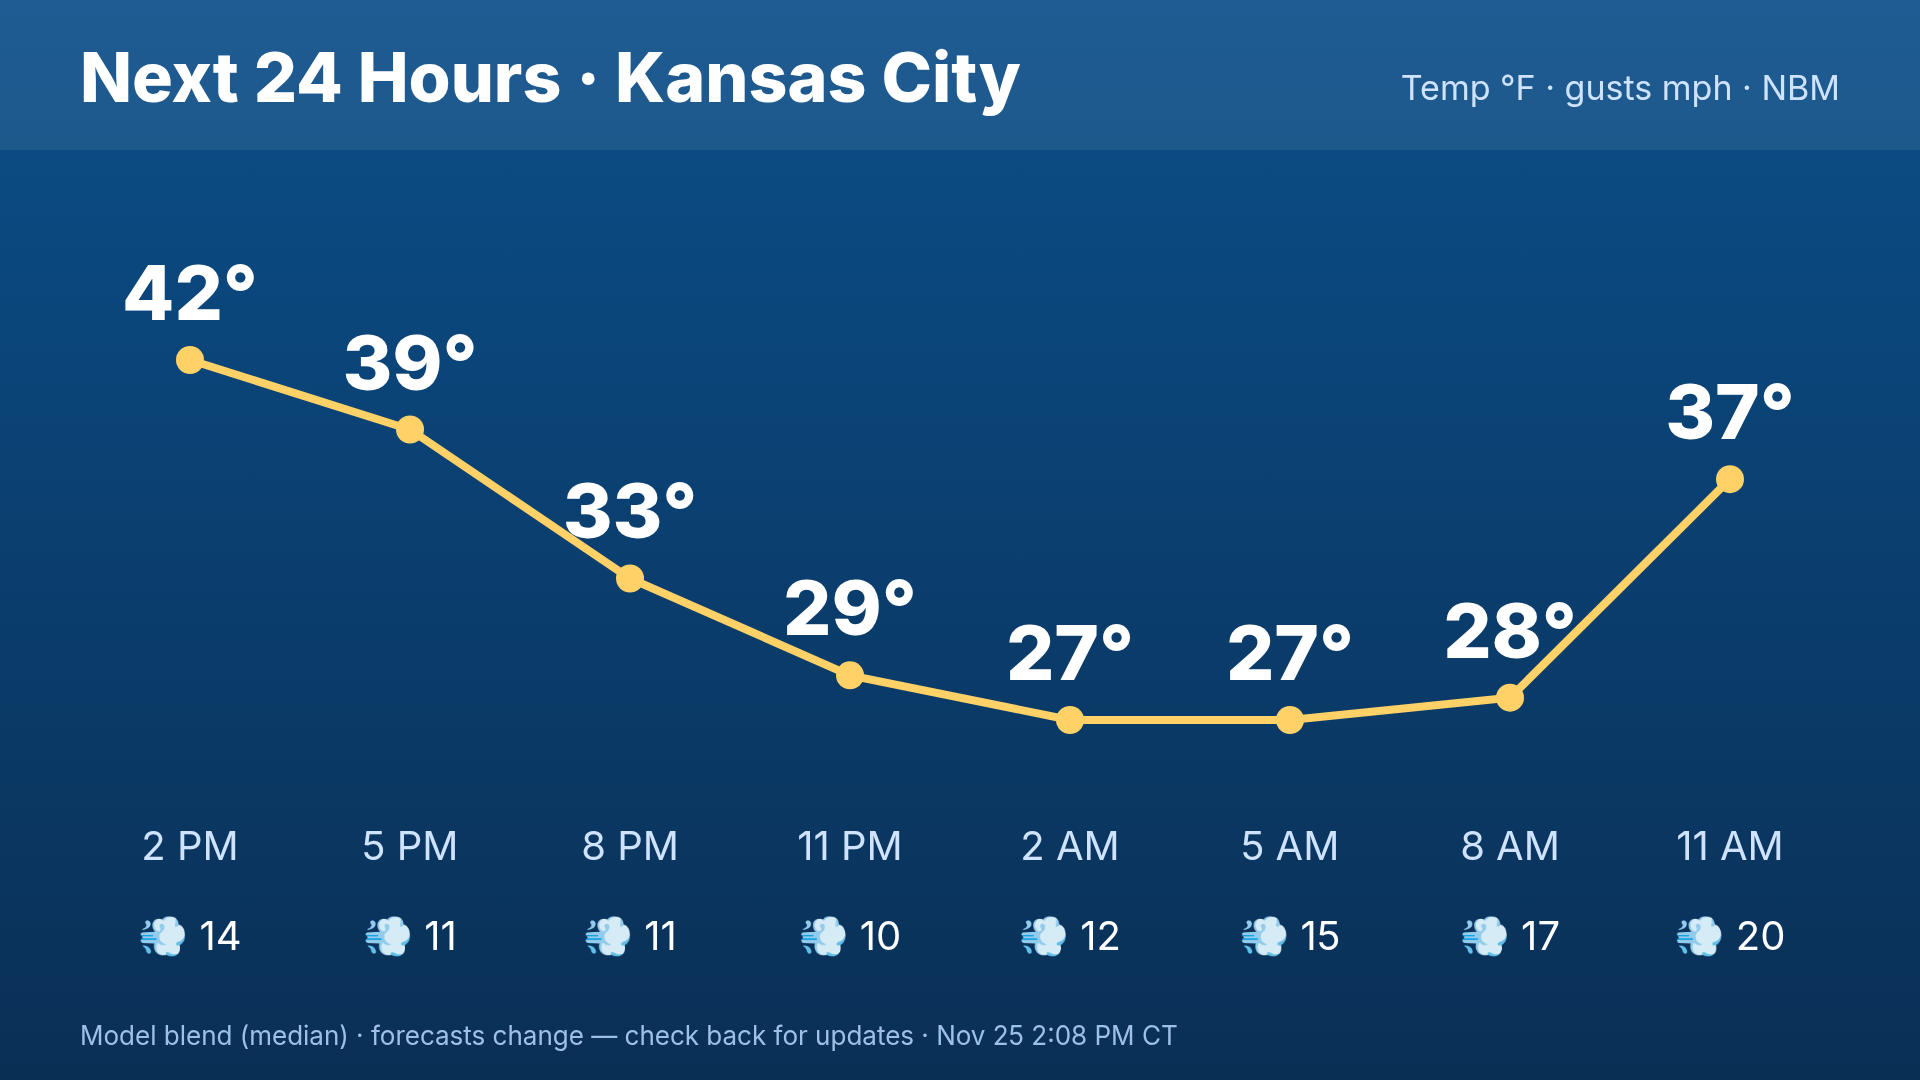 Next 24 Hours · Kansas City
Temp °F · gusts mph · NBM
42°
39°
33°
29°
27°
27°
28°
37°
2 PM
5 PM
8 PM
11 PM
2 AM
5 AM
8 AM
11 AM
💨 14
💨 11
💨 11
💨 10
💨 12
💨 15
💨 17
💨 20
Model blend (median) · forecasts change — check back for updates · Nov 25 2:08 PM CT